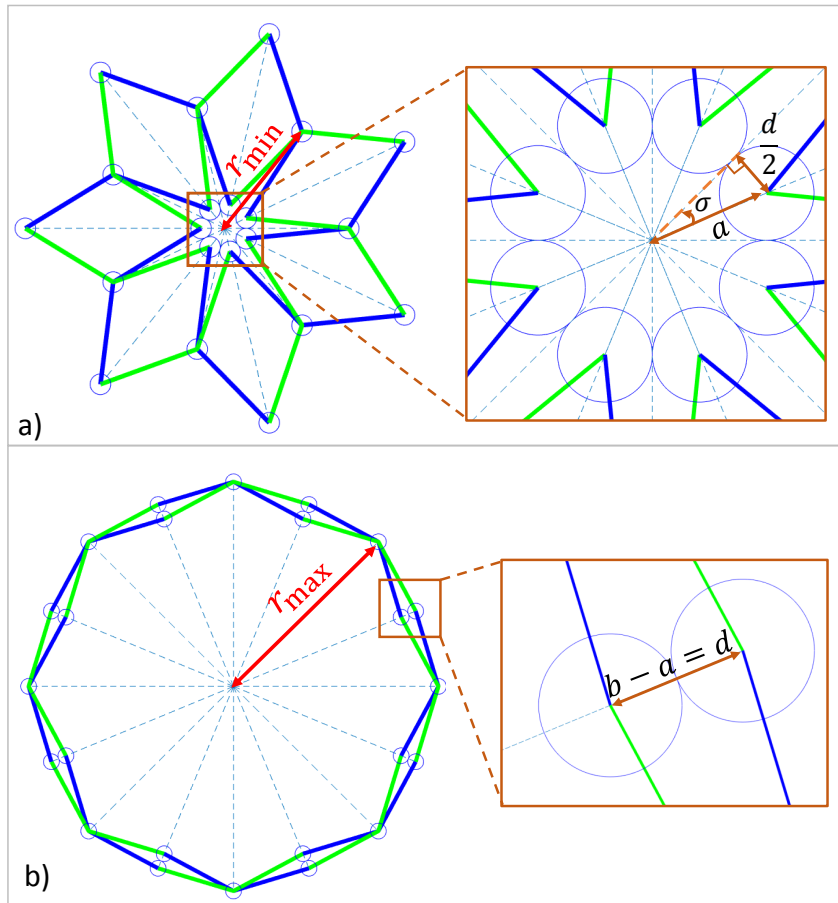 r_min
d/2
σ
a
a)
r_max
b − a = d
b)